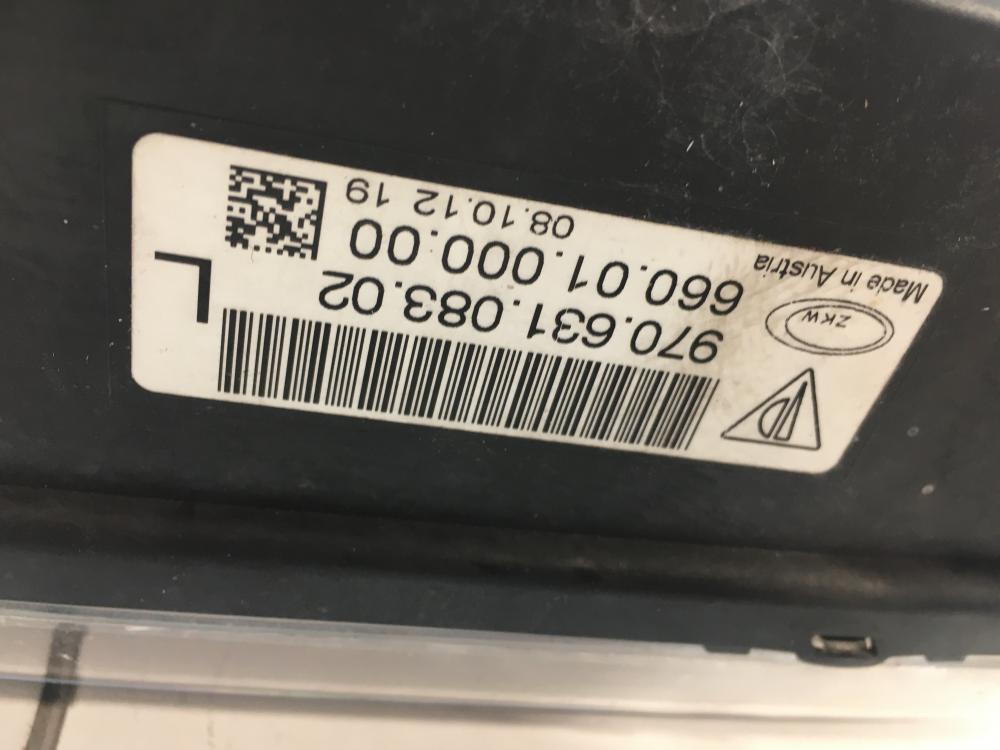 970.631.083.02
660.01.000.00
08.10.12 19
L
ZKW
Made in Austria